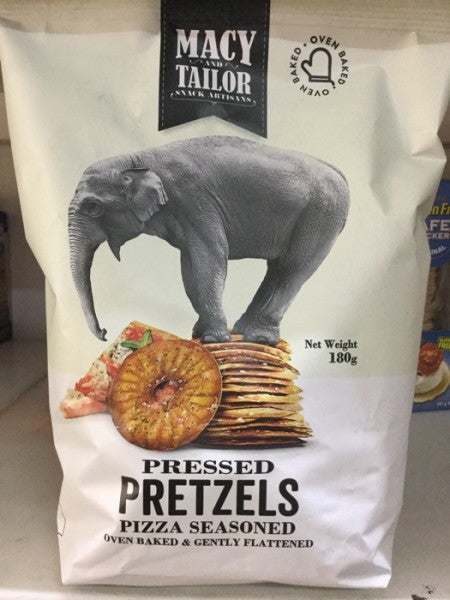 MACY
AND
TAILOR
SNACK ARTISANS
OVEN BAKED • OVEN BAKED •
Net Weight
180g
PRESSED
PRETZELS
PIZZA SEASONED
OVEN BAKED & GENTLY FLATTENED